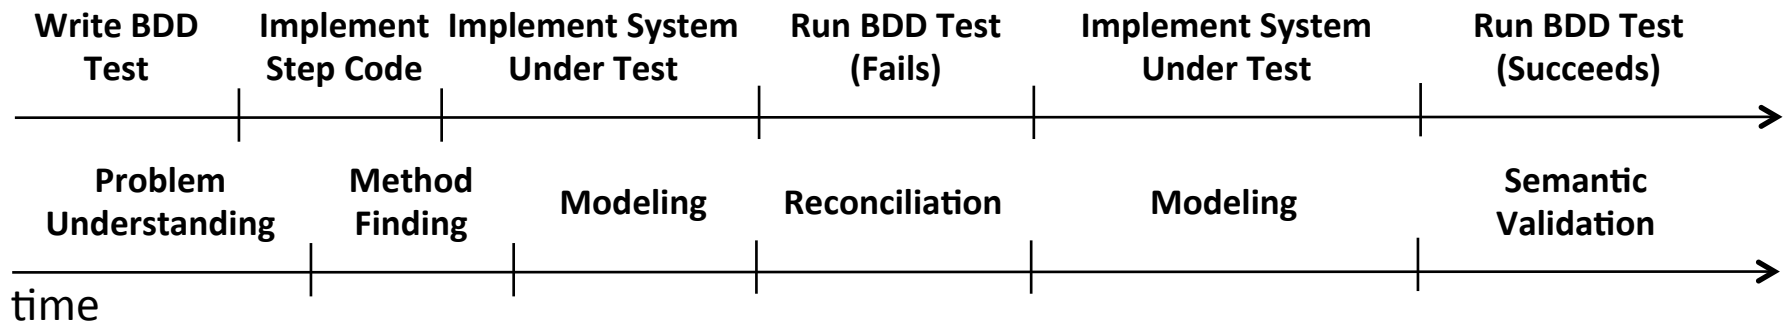 Write BDD Implement Implement System Run BDD Test Implement System Run BDD Test
Test Step Code Under Test (Fails) Under Test (Succeeds)
Problem Method Semantic
Modeling Reconciliation Modeling
Understanding Finding Validation
time